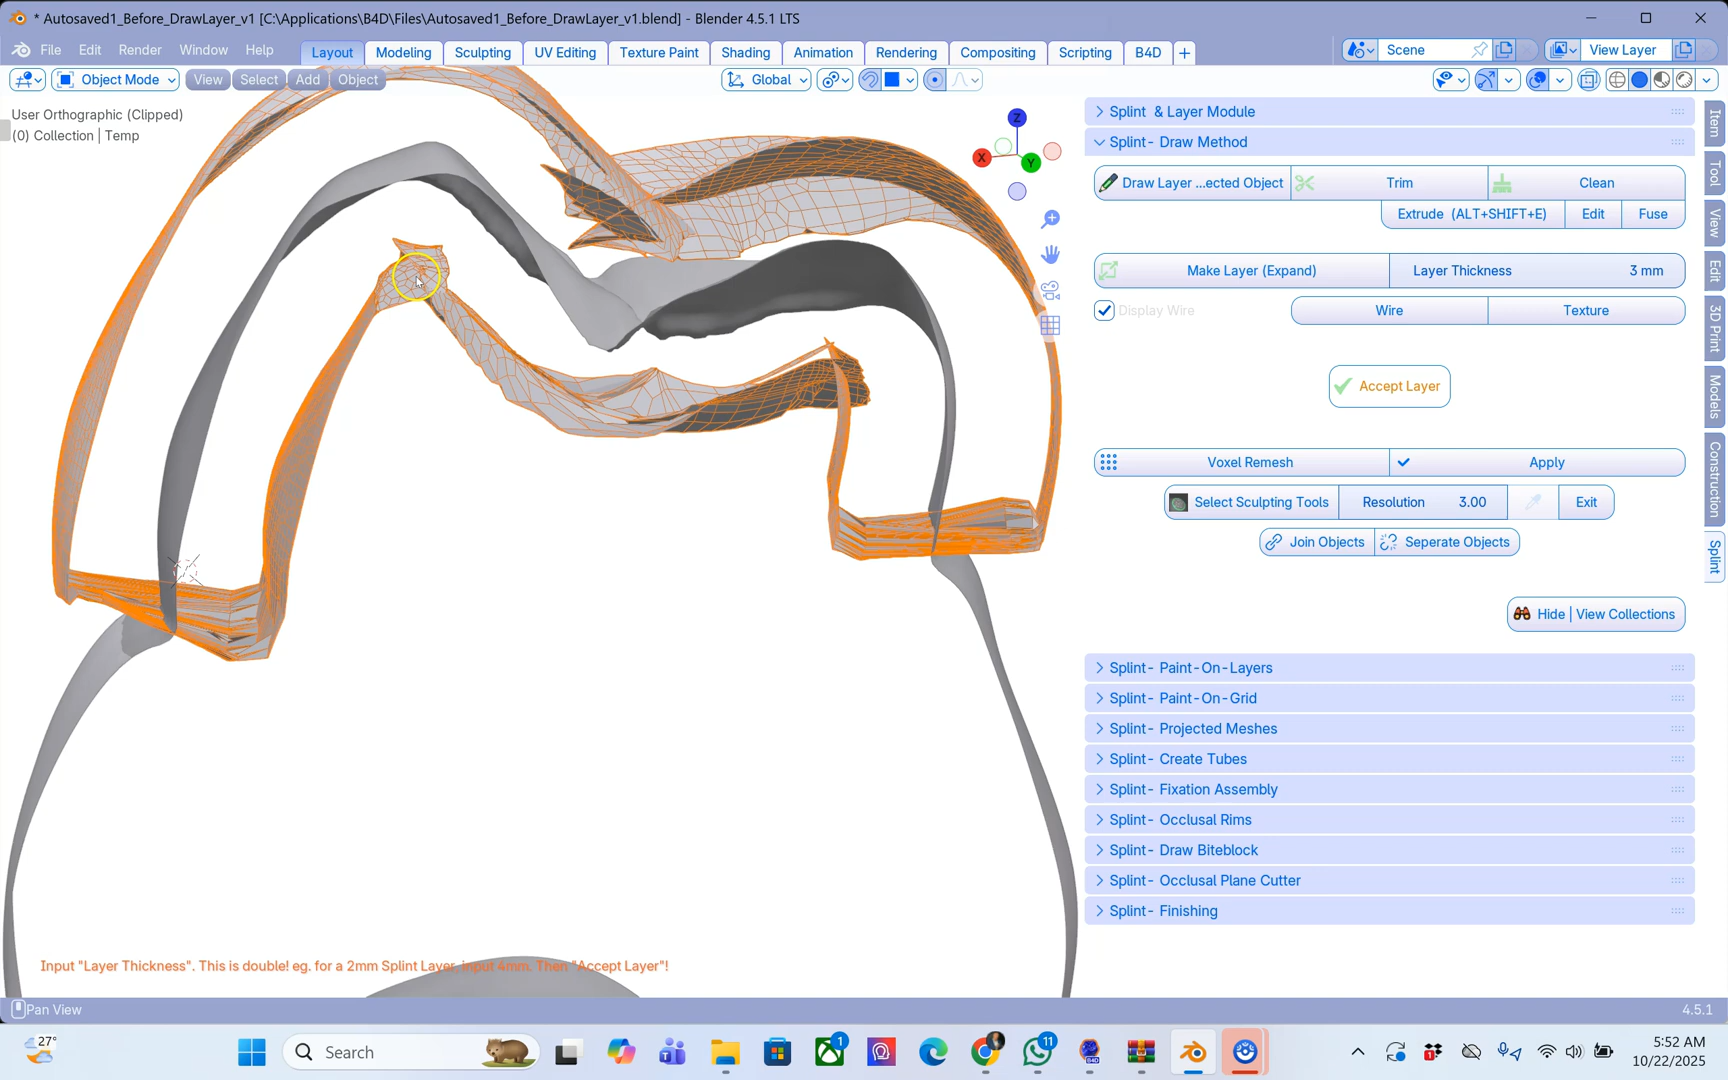 * Autosaved1_Before_DrawLayer_v1 [C:\Applications\B4D\Files\Autosaved1_Before_DrawLayer_v1.blend] - Blender 4.5.1 LTS
File Edit Render Window Help Layout Modeling Sculpting UV Editing Texture Paint Shading Animation Rendering Compositing Scripting B4D + Scene View Layer
Object Mode View Select Add Object Global
User Orthographic (Clipped)
(0) Collection | Temp
Z
X
Y
Splint & Layer Module
Splint- Draw Method
Draw Layer ...ected Object Trim Clean
Extrude (ALT+SHIFT+E) Edit Fuse
Make Layer (Expand) Layer Thickness 3 mm
Display Wire Wire Texture
Accept Layer
Voxel Remesh Apply
Select Sculpting Tools Resolution 3.00 Exit
Join Objects Seperate Objects
Hide | View Collections
Splint- Paint-On-Layers
Splint- Paint-On-Grid
Splint- Projected Meshes
Splint- Create Tubes
Splint- Fixation Assembly
Splint- Occlusal Rims
Splint- Draw Biteblock
Splint- Occlusal Plane Cutter
Splint- Finishing
Item
Tool
View
Edit
3D Print
Models
Construction
Splint
Input "Layer Thickness". This is double! eg. for a 2mm Splint Layer, input 4mm. Then "Accept Layer"!
Pan View 4.5.1
27°
Search
1
11
1
5:52 AM
10/22/2025